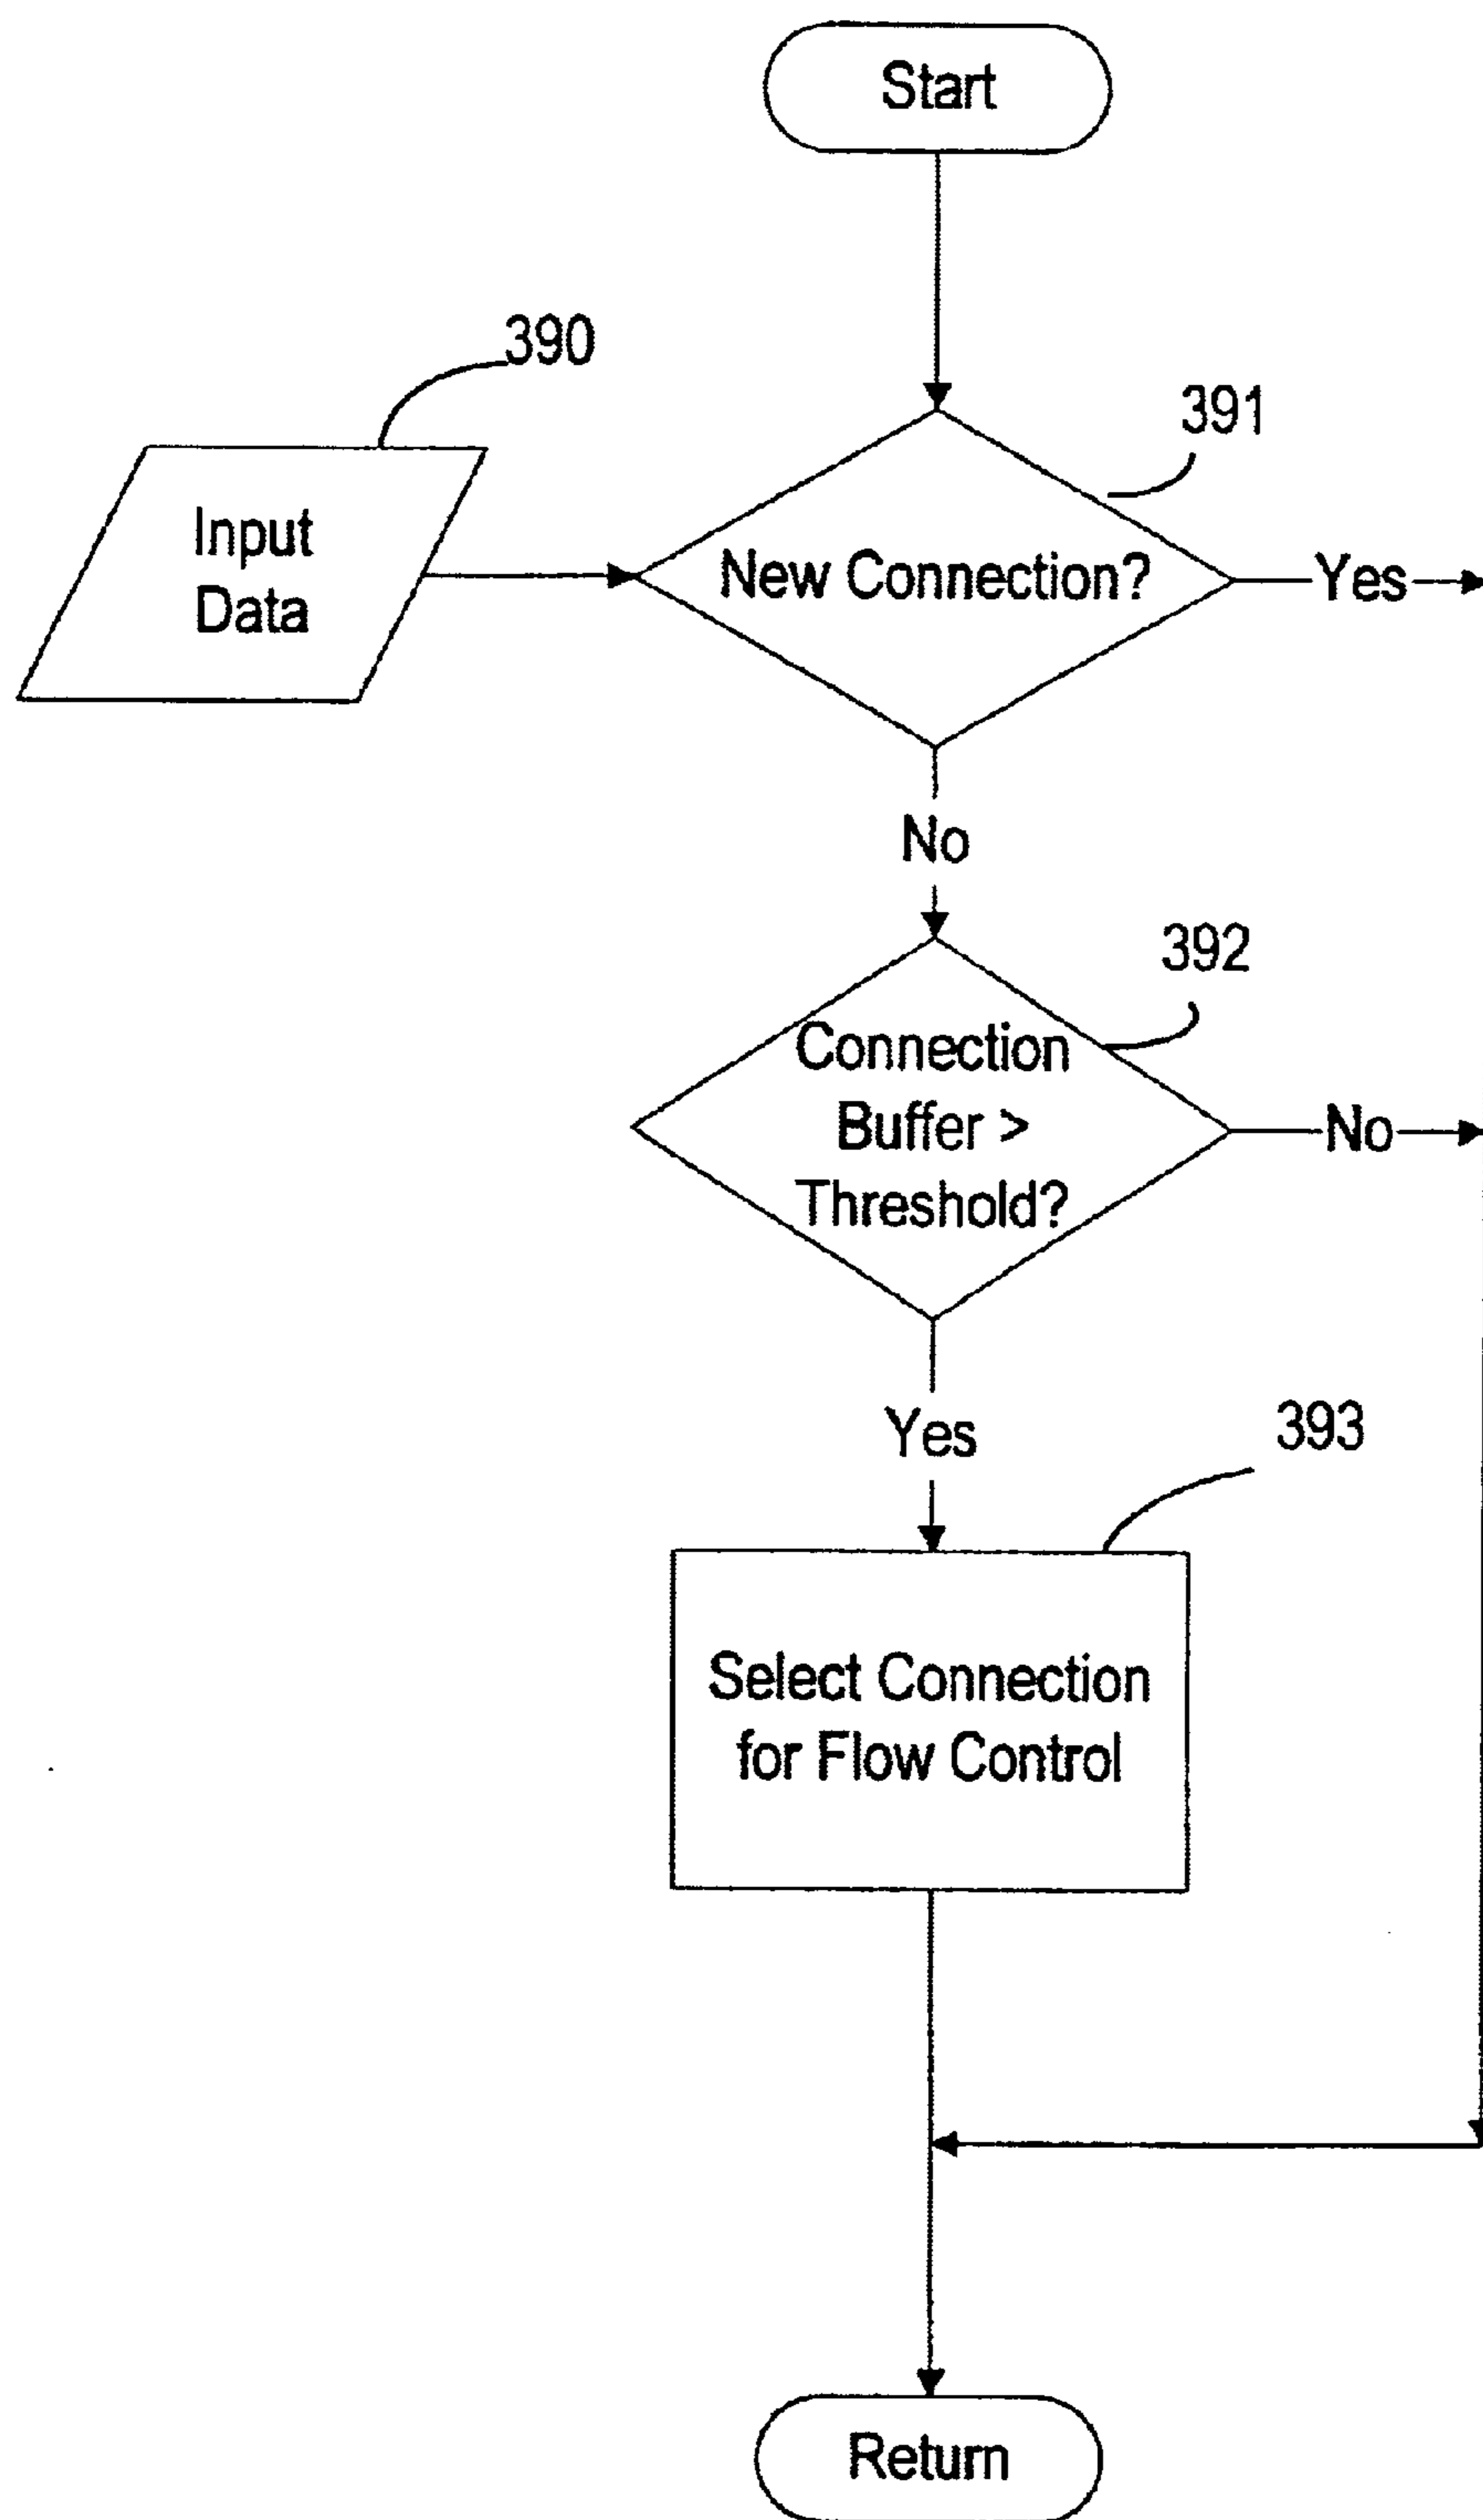 Start
390
391
Input
Data
New Connection?
Yes
No
392
Connection
Buffer >
Threshold?
No
Yes
393
Select Connection
for Flow Control
Return